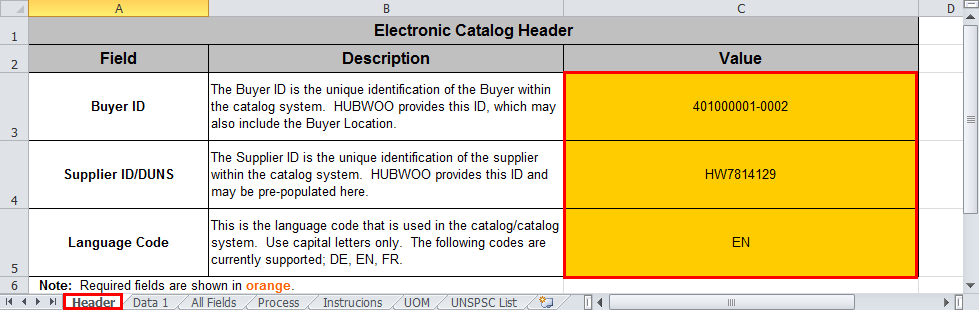 A B C D
1 Electronic Catalog Header
2 Field Description Value
The Buyer ID is the unique identification of the Buyer within
Buyer ID the catalog system.  HUBWOO provides this ID, which may 401000001-0002
3 also include the Buyer Location.
The Supplier ID is the unique identification of the supplier
Supplier ID/DUNS within the catalog system.  HUBWOO provides this ID and HW7814129
4 may be pre-populated here.
This is the language code that is used in the catalog/catalog
Language Code system.  Use capital letters only.  The following codes are EN
5 currently supported; DE, EN, FR.
6 Note:  Required fields are shown in orange.
Header Data 1 All Fields Process Instrucions UOM UNSPSC List